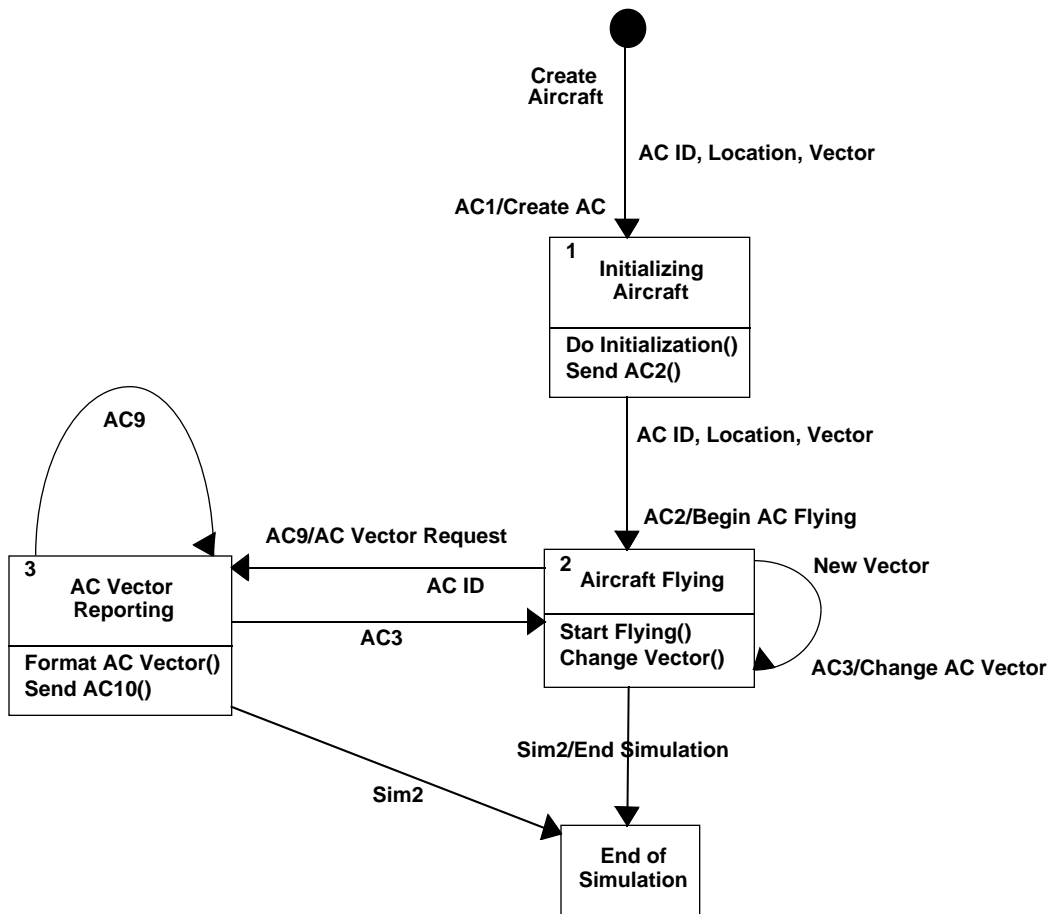 Create
Aircraft
AC ID, Location, Vector
AC1/Create AC
1
Initializing
Aircraft
Do Initialization()
Send AC2()
AC9
AC ID, Location, Vector
AC2/Begin AC Flying
AC9/AC Vector Request
3
AC Vector
Reporting
AC ID
2
Aircraft Flying
New Vector
AC3
Start Flying()
Change Vector()
AC3/Change AC Vector
Format AC Vector()
Send AC10()
Sim2/End Simulation
Sim2
End of
Simulation